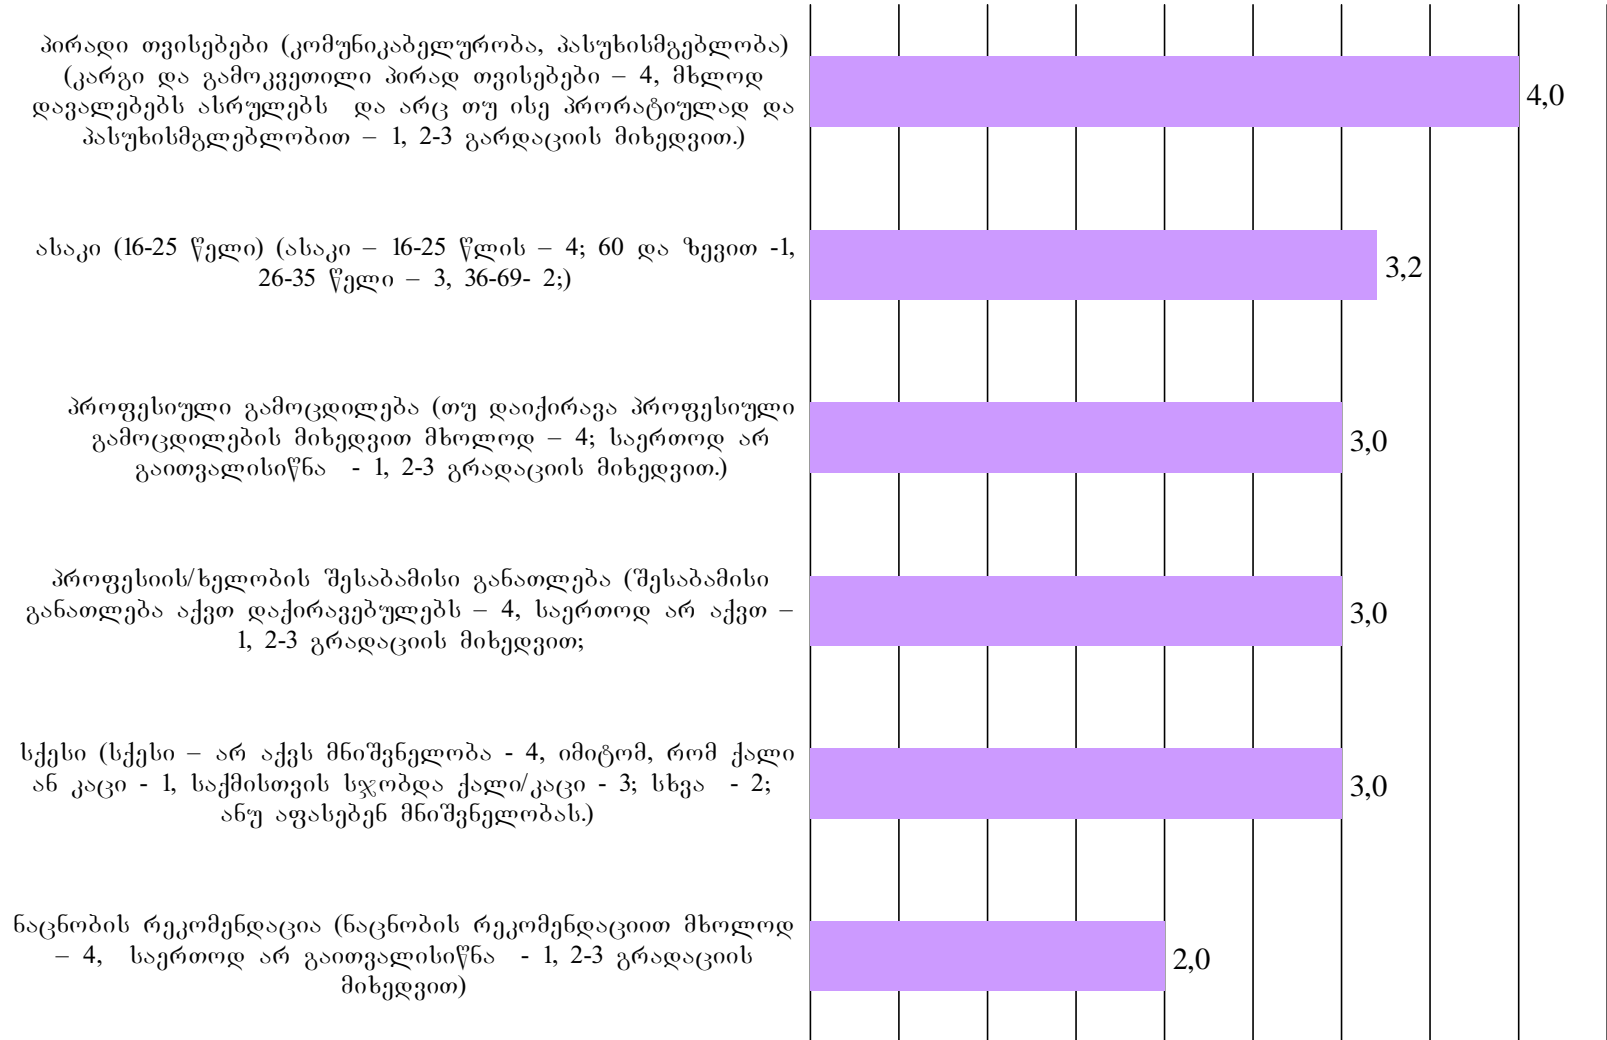 პირადი თვისებები (კომუნიკაბელურობა, პასუხისმგებლობა)
(კარგი და გამოკვეთილი პირად თვისებები – 4, მხლოდ
დავალებებს ასრულებს და არც თუ ისე პრორატიულად და
პასუხისმგლებლობით – 1, 2-3 გარდაციის მიხედვით.)
4,0
ასაკი (16-25 წელი) (ასაკი – 16-25 წლის – 4; 60 და ზევით -1,
26-35 წელი – 3, 36-69- 2;)
3,2
პროფესიული გამოცდილება (თუ დაიქირავა პროფესიული
გამოცდილების მიხედვით მხოლოდ – 4; საერთოდ არ
გაითვალისიწნა - 1, 2-3 გრადაციის მიხედვით.)
3,0
პროფესიის/ხელობის შესაბამისი განათლება (შესაბამისი
განათლება აქვთ დაქირავებულებს – 4, საერთოდ არ აქვთ –
1, 2-3 გრადაციის მიხედვით;
3,0
სქესი (სქესი – არ აქვს მნიშვნელობა - 4, იმიტომ, რომ ქალი
ან კაცი - 1, საქმისთვის სჯობდა ქალი/კაცი - 3; სხვა - 2;
ანუ აფასებენ მნიშვნელობას.)
3,0
ნაცნობის რეკომენდაცია (ნაცნობის რეკომენდაციით მხოლოდ
– 4, საერთოდ არ გაითვალისიწნა - 1, 2-3 გრადაციის
მიხედვით)
2,0